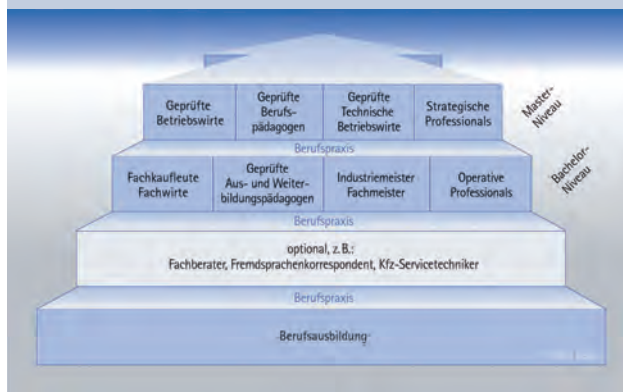 Geprüfte
Betriebswirte
Geprüfte
Berufs-
pädagogen
Geprüfte
Technische
Betriebswirte
Strategische
Professionals
Master-
Niveau
Berufspraxis
Fachkaufleute
Fachwirte
Geprüfte
Aus- und Weiter-
bildungspädagogen
Industriemeister
Fachmeister
Operative
Professionals
Bachelor-
Niveau
Berufspraxis
optional, z. B.:
Fachberater, Fremdsprachenkorrespondent, Kfz-Servicetechniker
Berufspraxis
Berufsausbildung